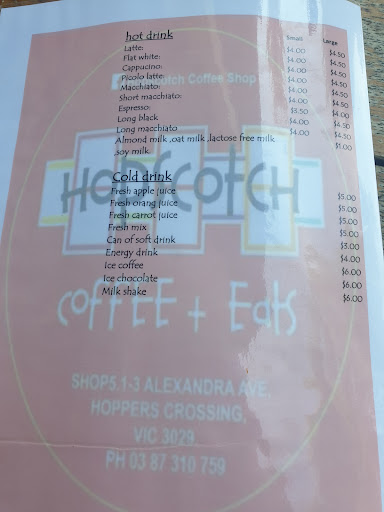 hot drink Small Large
Latte: $4.00 $4.50
Flat white: $4.00 $4.50
Cappucino: $4.00 $4.50
Picolo latte: $4.00 $4.50
Macchiato: $4.00 $4.50
Short macchiato: $4.00 $4.50
Espresso: $3.50
Long black $4.00 $4.50
Long macchiato $4.00 $4.50
Almond milk ,oat milk ,lactose free milk $1.00
,soy milk
Coffee Shop
HOPSCOTCH
Cold drink
Fresh apple juice $5.00
Fresh orang juice $5.00
Fresh carrot juice $5.00
Fresh mix $5.00
Can of soft drink $3.00
Energy drink $4.00
Ice coffee $6.00
Ice chocolate $6.00
Milk shake $6.00
COFFEE + EatS
SHOP5.1-3 ALEXANDRA AVE,
HOPPERS CROSSING,
VIC 3029
PH 03 87 310 759